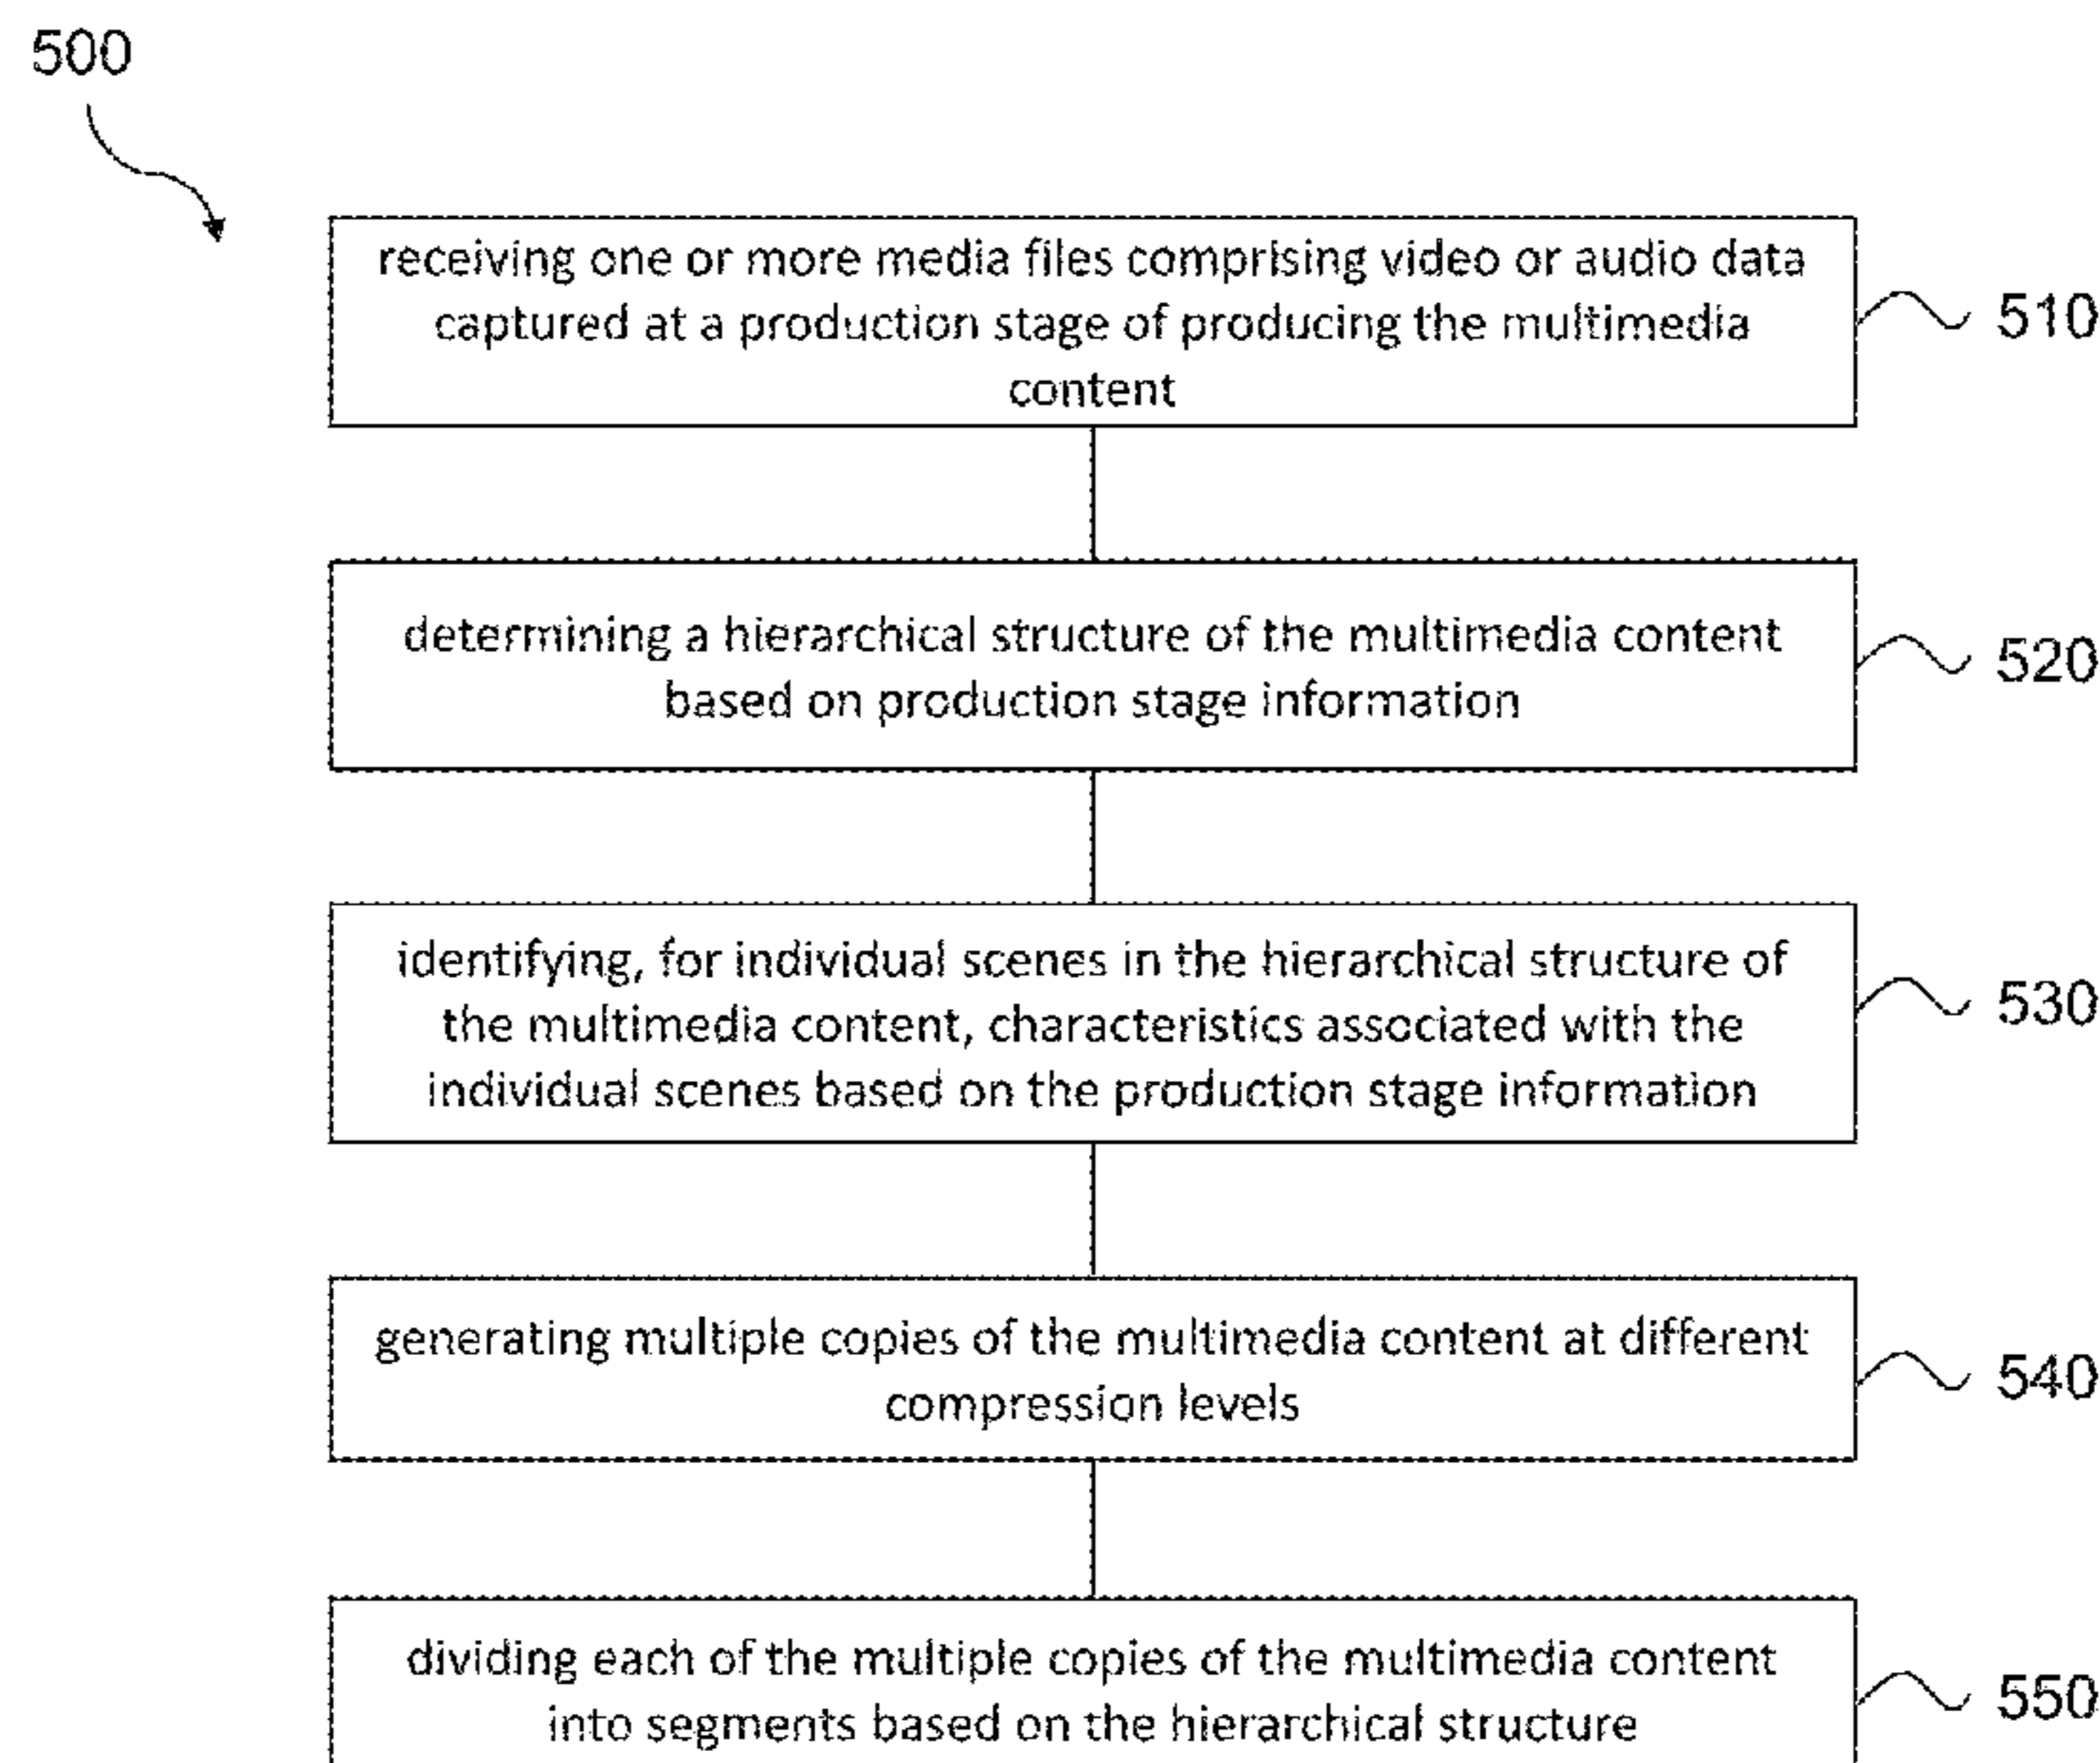 500
receiving one or more media files comprising video or audio data
captured at a production stage of producing the multimedia
content
510
determining a hierarchical structure of the multimedia content
based on production stage information
520
identifying, for individual scenes in the hierarchical structure of
the multimedia content, characteristics associated with the
individual scenes based on the production stage information
530
generating multiple copies of the multimedia content at different
compression levels
540
dividing each of the multiple copies of the multimedia content
into segments based on the hierarchical structure
550